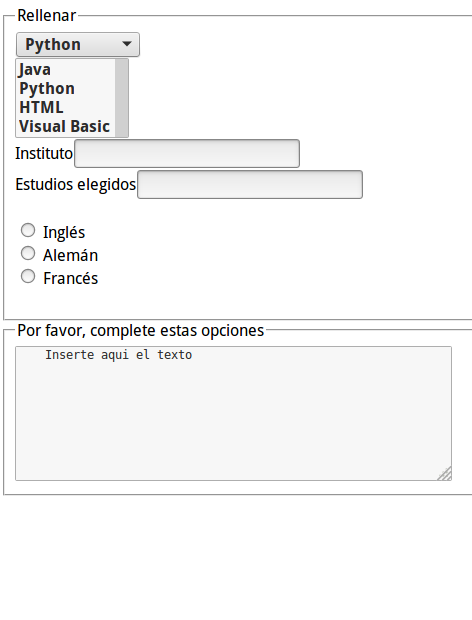 Rellenar
Python
Java
Python
HTML
Visual Basic
Instituto
Estudios elegidos
Inglés
Alemán
Francés
Por favor, complete estas opciones
Inserte aqui el texto